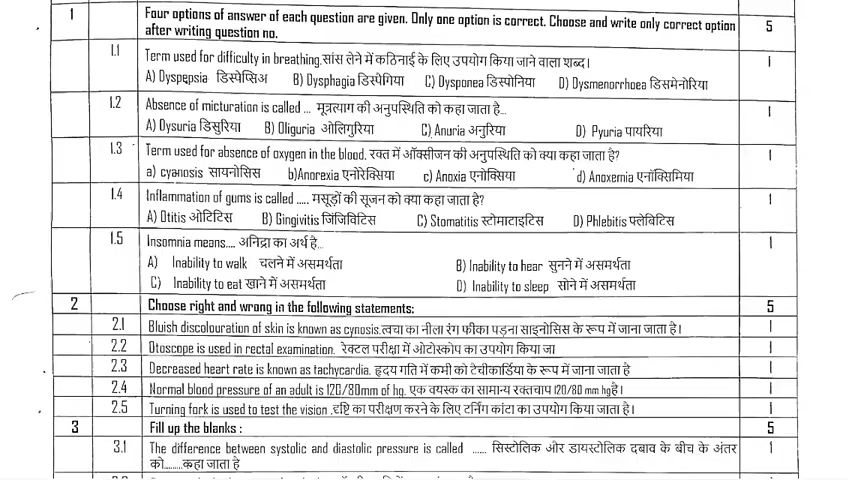 1 Four options of answer of each question are given. Only one option is correct. Choose and write only correct option 5
after writing question no.
1.1 Term used for difficulty in breathing.सांस लेने में कठिनाई के लिए उपयोग किया जाने वाला शब्द। 1
A) Dyspepsia डिस्पेप्सिअ B) Dysphagia डिस्पैगिया C) Dysponea डिस्पोनिया D) Dysmenorrhoea डिसमेनोरिया
1.2 Absence of micturation is called ... मूत्रत्याग की अनुपस्थिति को कहा जाता है... 1
A) Dysuria डिसुरिया B) Oliguria ओलिगुरिया C) Anuria अनुरिया D) Pyuria पायरिया
1.3 Term used for absence of oxygen in the blood. रक्त में ऑक्सीजन की अनुपस्थिति को क्या कहा जाता है? 1
a) cyanosis सायनोसिस b)Anorexia एनोरेक्सिया c) Anoxia एनोक्सिया d) Anoxemia एनॉक्सिमिया
1.4 Inflammation of gums is called ..... मसूड़ों की सूजन को क्या कहा जाता है? 1
A) Otitis ओटिटिस B) Gingivitis जिंजिविटिस C) Stomatitis स्टोमाटाइटिस D) Phlebitis फ्लेबिटिस
1.5 Insomnia means.... अनिद्रा का अर्थ है... 1
A) Inability to walk चलने में असमर्थता B) Inability to hear सुनने में असमर्थता
C) Inability to eat खाने में असमर्थता D) Inability to sleep सोने में असमर्थता
2 Choose right and wrong in the following statements: 5
2.1 Bluish discolouration of skin is known as cynosis.त्वचा का नीला रंग फीका पड़ना साइनोसिस के रूप में जाना जाता है। 1
2.2 Otoscope is used in rectal examination. रेक्टल परीक्षा में ओटोस्कोप का उपयोग किया जा 1
2.3 Decreased heart rate is known as tachycardia. हृदय गति में कमी को टेचीकार्डिया के रूप में जाना जाता है 1
2.4 Normal blood pressure of an adult is 120/80mm of hg. एक वयस्क का सामान्य रक्तचाप 120/80 mm hgहै। 1
2.5 Turning fork is used to test the vision .दृष्टि का परीक्षण करने के लिए टर्निंग कांटा का उपयोग किया जाता है। 1
3 Fill up the blanks : 5
3.1 The difference between systolic and diastolic pressure is called ...... सिस्टोलिक और डायस्टोलिक दबाव के बीच के अंतर 1
को.........कहा जाता है